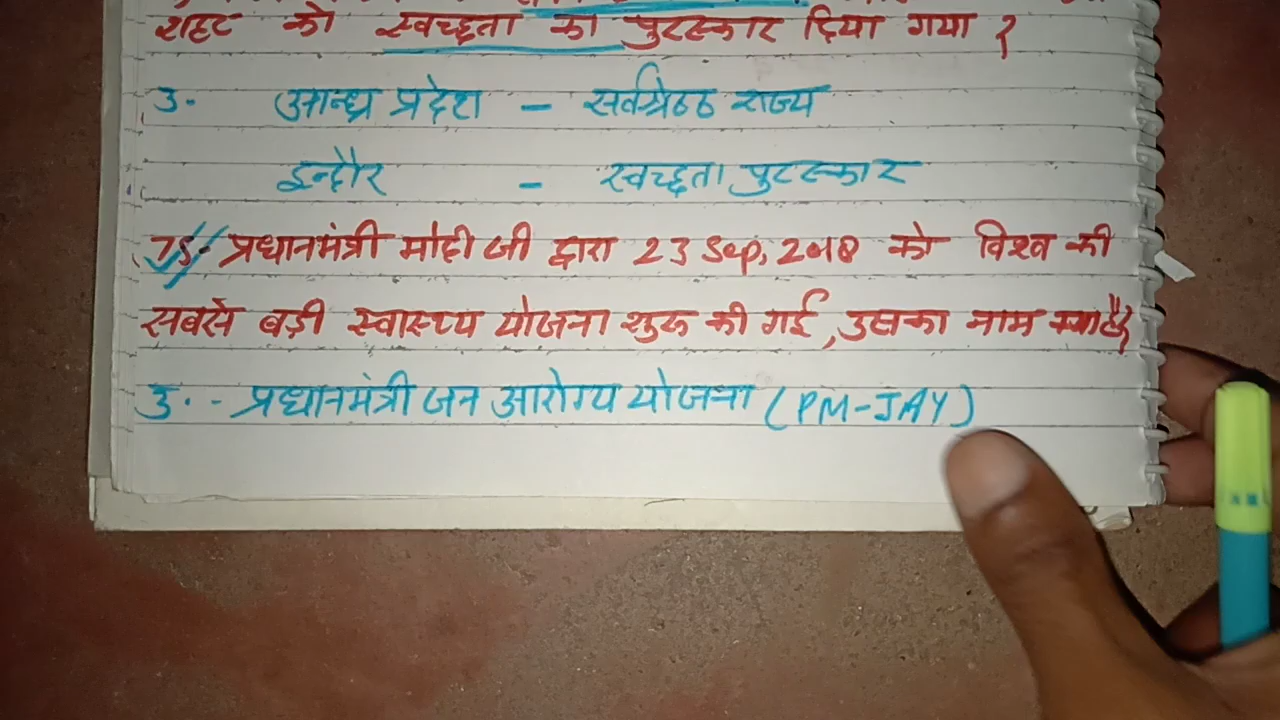 शहर को स्वच्छता का पुरस्कार दिया गया ?
उ. आन्ध्र प्रदेश - सर्वश्रेष्ठ राज्य
इन्दौर - स्वच्छता पुरस्कार
प्रधानमंत्री मोदी जी द्वारा 23 Sep, 2018 को विश्व की
सबसे बड़ी स्वास्थ्य योजना शुरू की गई, उसका नाम क्या है?
उ. - प्रधानमंत्री जन आरोग्य योजना (PM-JAY)